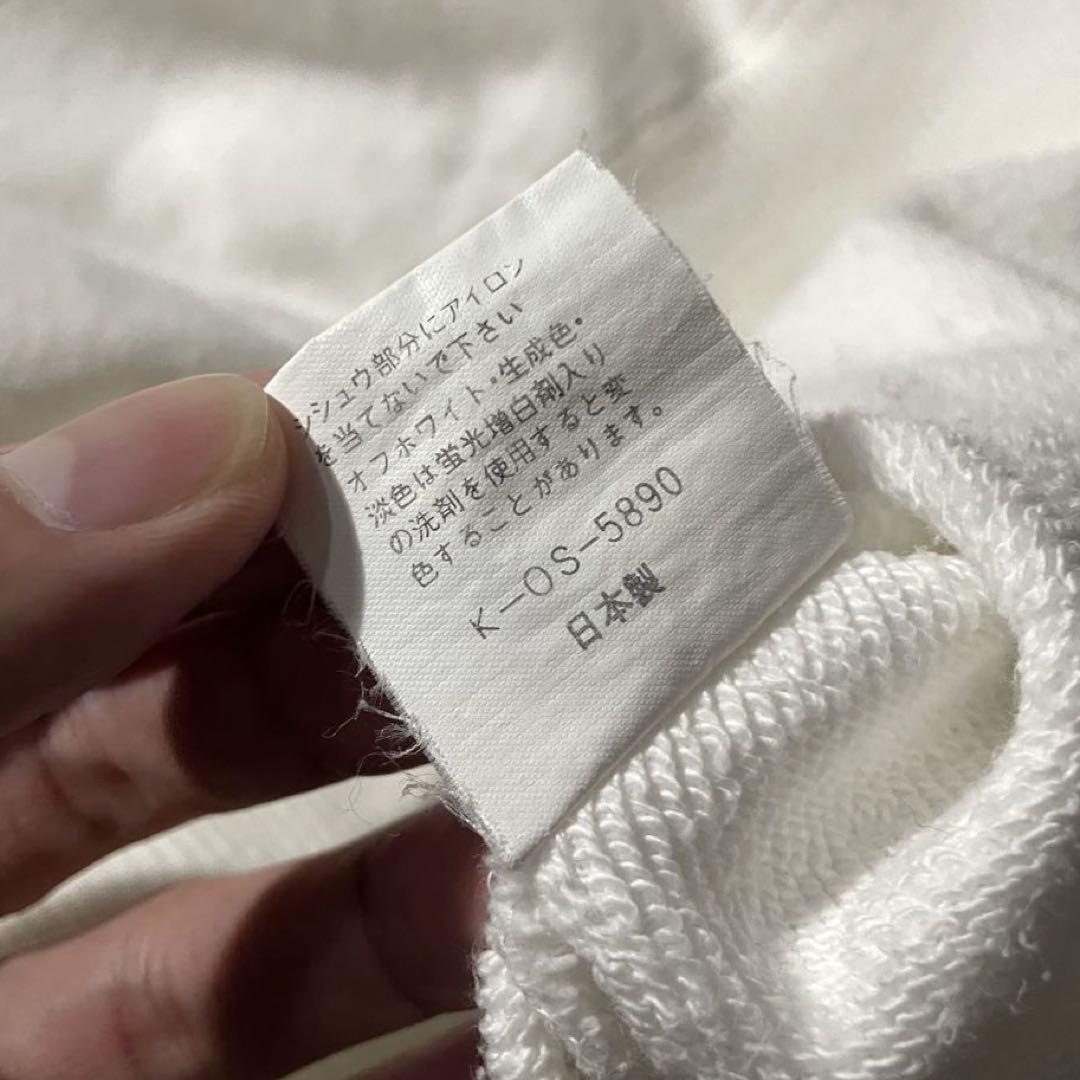 シシュウ部分にアイロン
を当てないで下さい
オフホワイト・生成色・
淡色は蛍光増白剤入り
の洗剤を使用すると変
色することがあります。
K－OS－5890
日本製